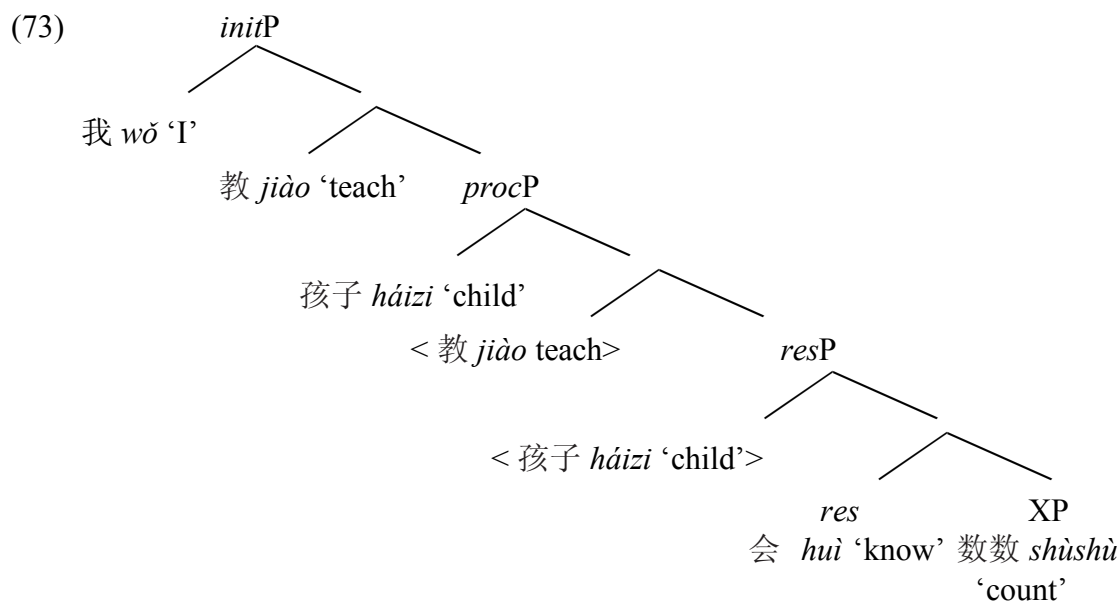 (73) initP
我 wǒ ‘I’
教 jiào ‘teach’ procP
孩子 háizi ‘child’
< 教 jiào teach> resP
< 孩子 háizi ‘child’>
res XP
会 huì ‘know’ 数数 shùshù
‘count’